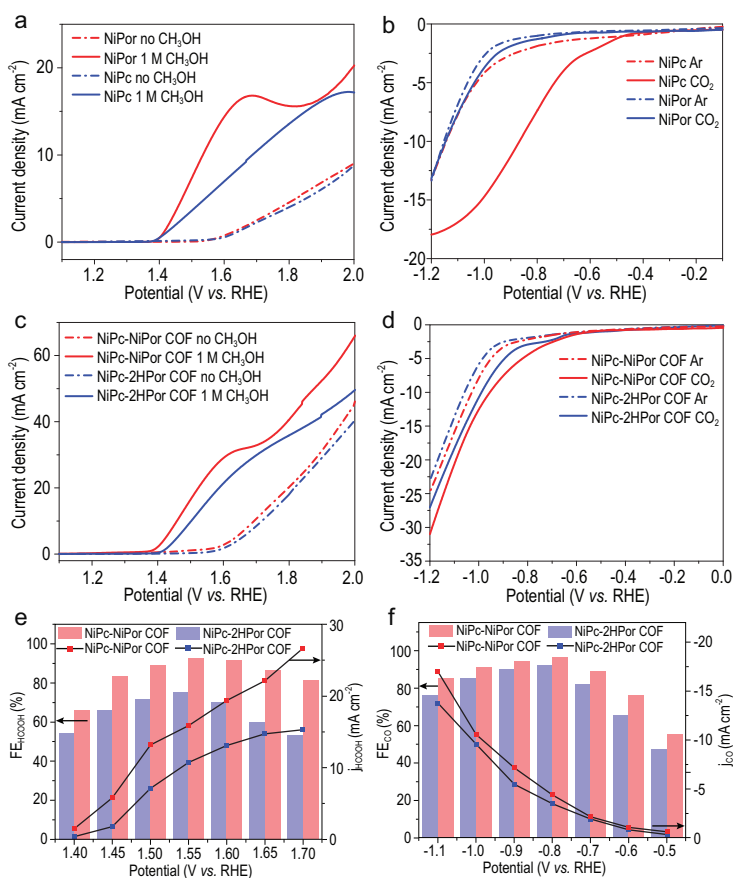 a
Current density (mA cm⁻²)
20
10
0
NiPor no CH₃OH
NiPor 1 M CH₃OH
NiPc no CH₃OH
NiPc 1 M CH₃OH
1.2 1.4 1.6 1.8 2.0
Potential (V vs. RHE)
b
Current density (mA cm⁻²)
0
-5
-10
-15
-20
NiPc Ar
NiPc CO₂
NiPor Ar
NiPor CO₂
-1.2 -1.0 -0.8 -0.6 -0.4 -0.2
Potential (V vs. RHE)
c
Current density (mA cm⁻²)
60
40
20
0
NiPc-NiPor COF no CH₃OH
NiPc-NiPor COF 1 M CH₃OH
NiPc-2HPor COF no CH₃OH
NiPc-2HPor COF 1 M CH₃OH
1.2 1.4 1.6 1.8 2.0
Potential (V vs. RHE)
d
Current density (mA cm⁻²)
0
-5
-10
-15
-20
-25
-30
-35
NiPc-NiPor COF Ar
NiPc-NiPor COF CO₂
NiPc-2HPor COF Ar
NiPc-2HPor COF CO₂
-1.2 -1.0 -0.8 -0.6 -0.4 -0.2 0.0
Potential (V vs. RHE)
e
FE_HCOOH (%)
100
80
60
40
20
0
NiPc-NiPor COF NiPc-2HPor COF
NiPc-NiPor COF NiPc-2HPor COF
30
20
10
0
j_HCOOH (mA cm⁻²)
1.40 1.45 1.50 1.55 1.60 1.65 1.70
Potential (V vs. RHE)
f
FE_CO (%)
100
80
60
40
20
0
NiPc-NiPor COF NiPc-2HPor COF
NiPc-NiPor COF NiPc-2HPor COF
-20
-15
-10
-5
0
j_CO (mA cm⁻²)
-1.1 -1.0 -0.9 -0.8 -0.7 -0.6 -0.5
Potential (V vs. RHE)